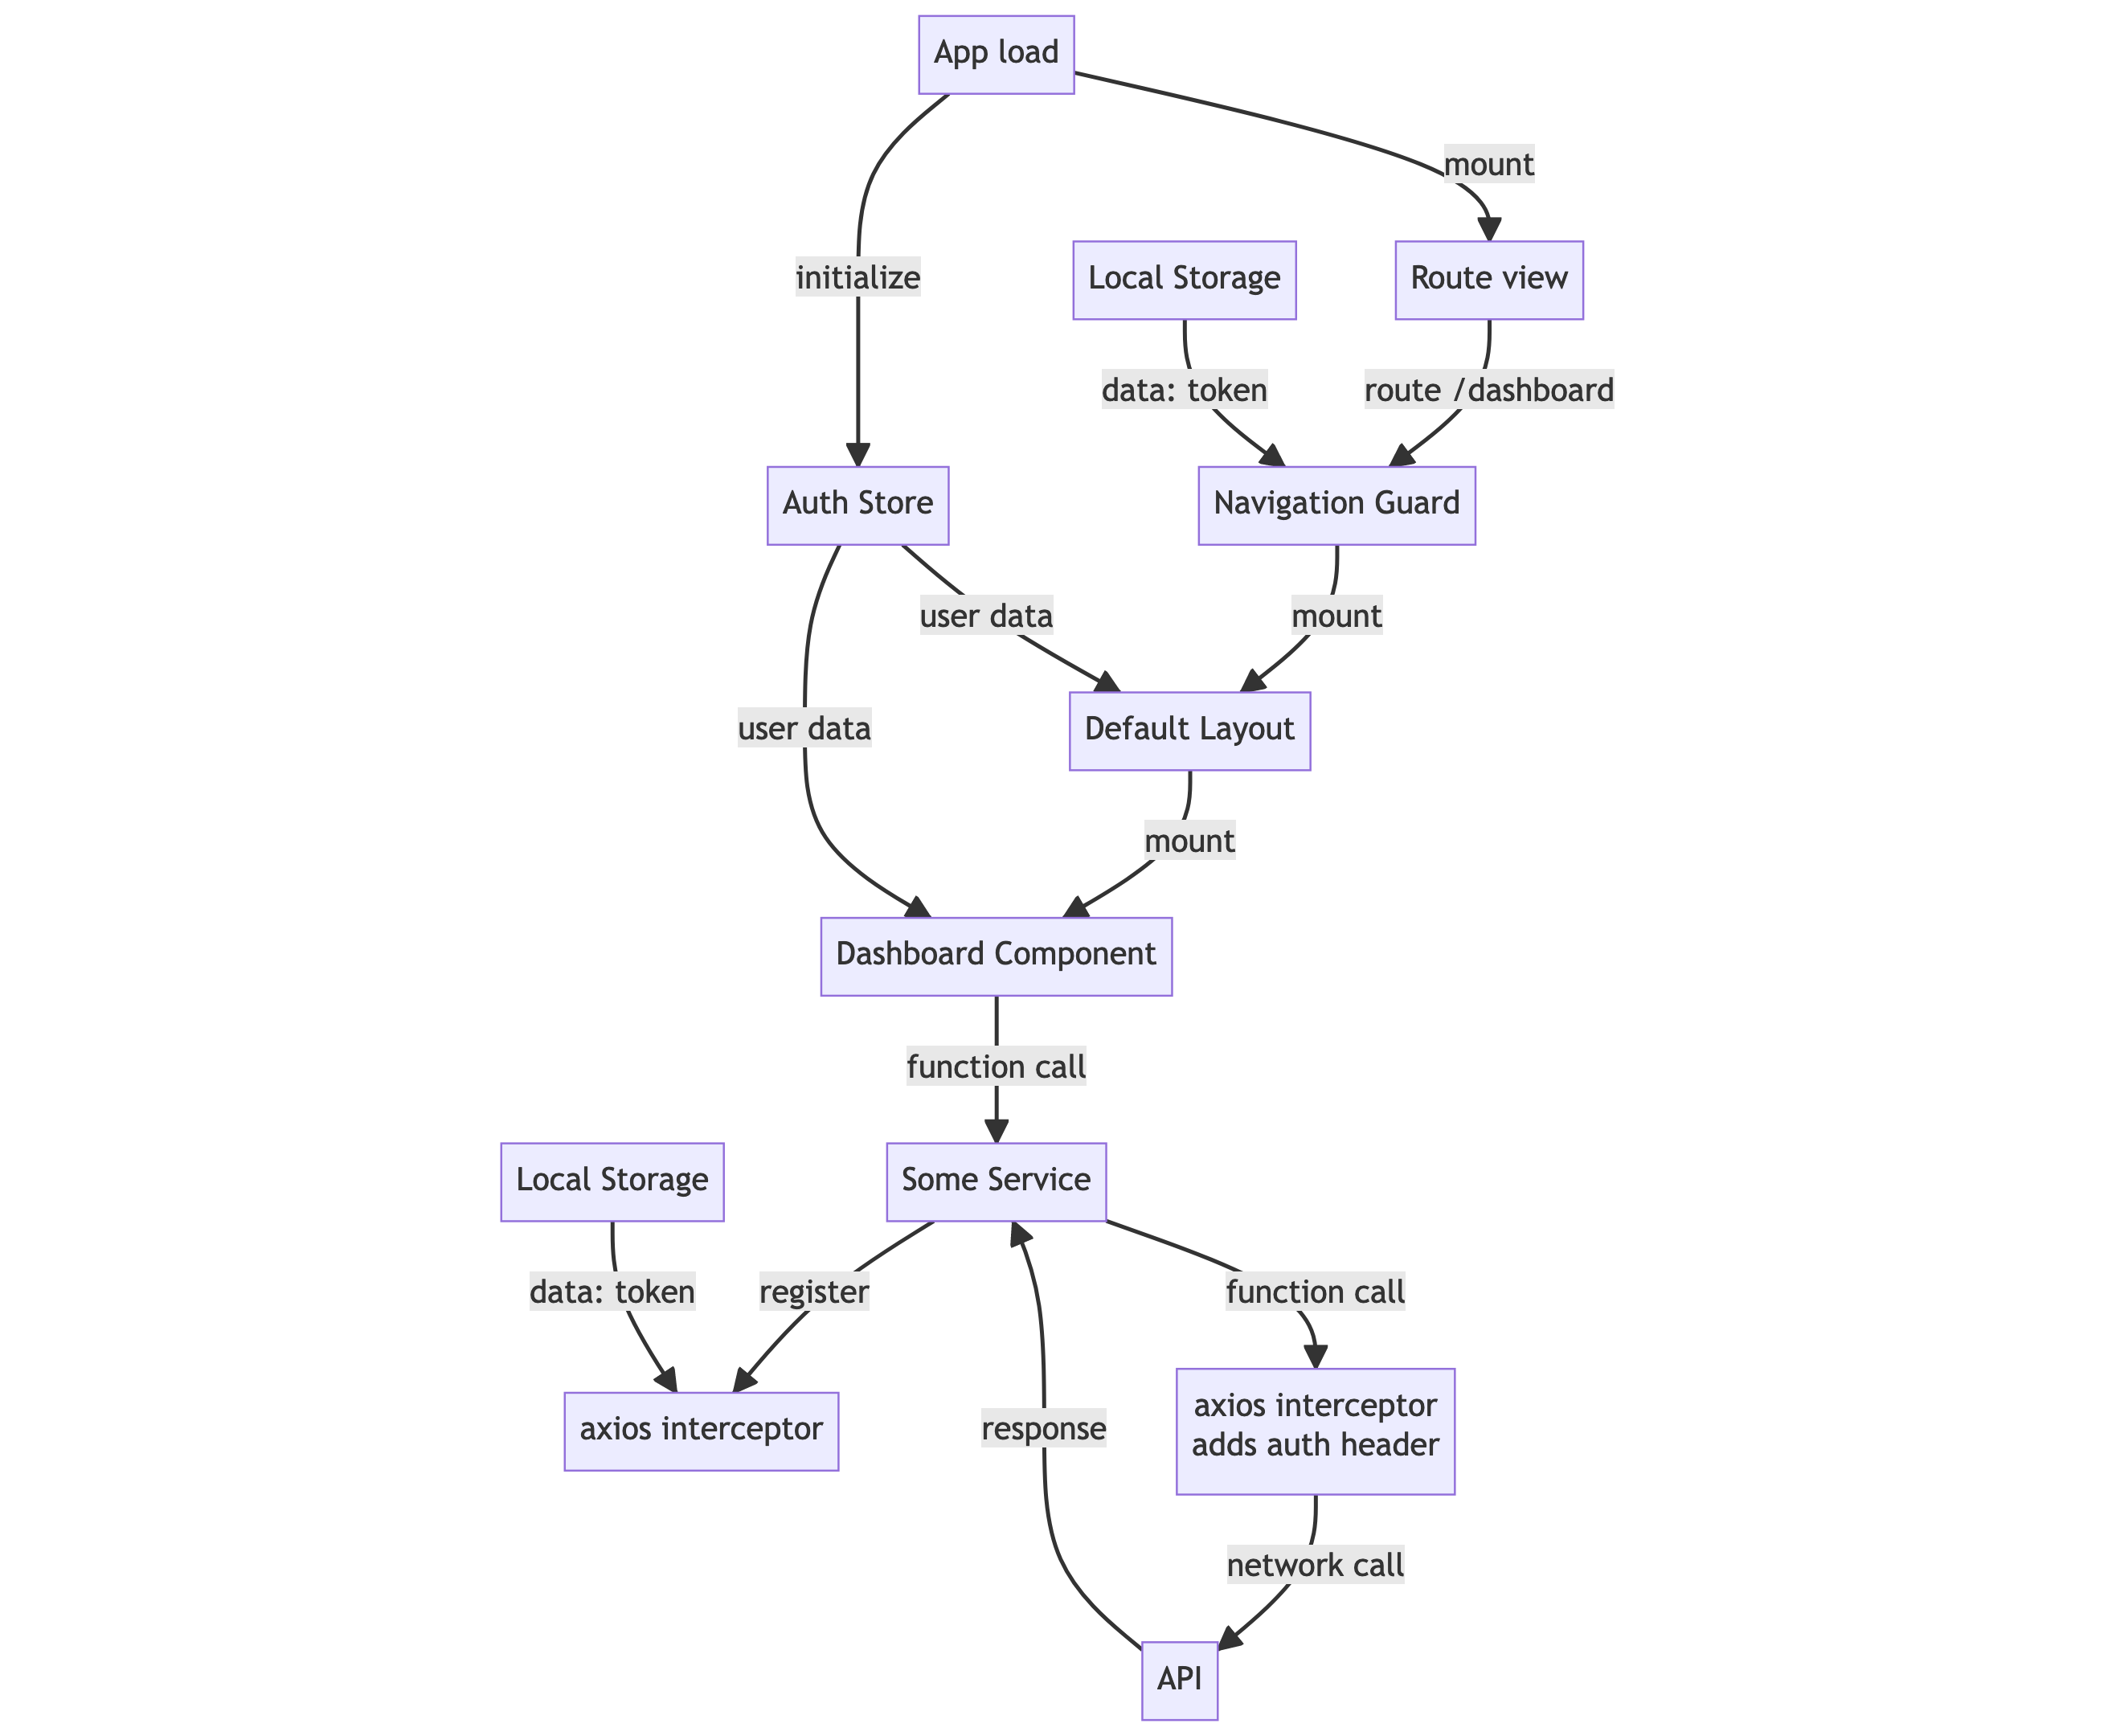 App load
mount
initialize
Local Storage
Route view
data: token
route /dashboard
Auth Store
Navigation Guard
user data
mount
user data
Default Layout
mount
Dashboard Component
function call
Local Storage
Some Service
data: token
register
function call
axios interceptor
response
axios interceptor
adds auth header
network call
API